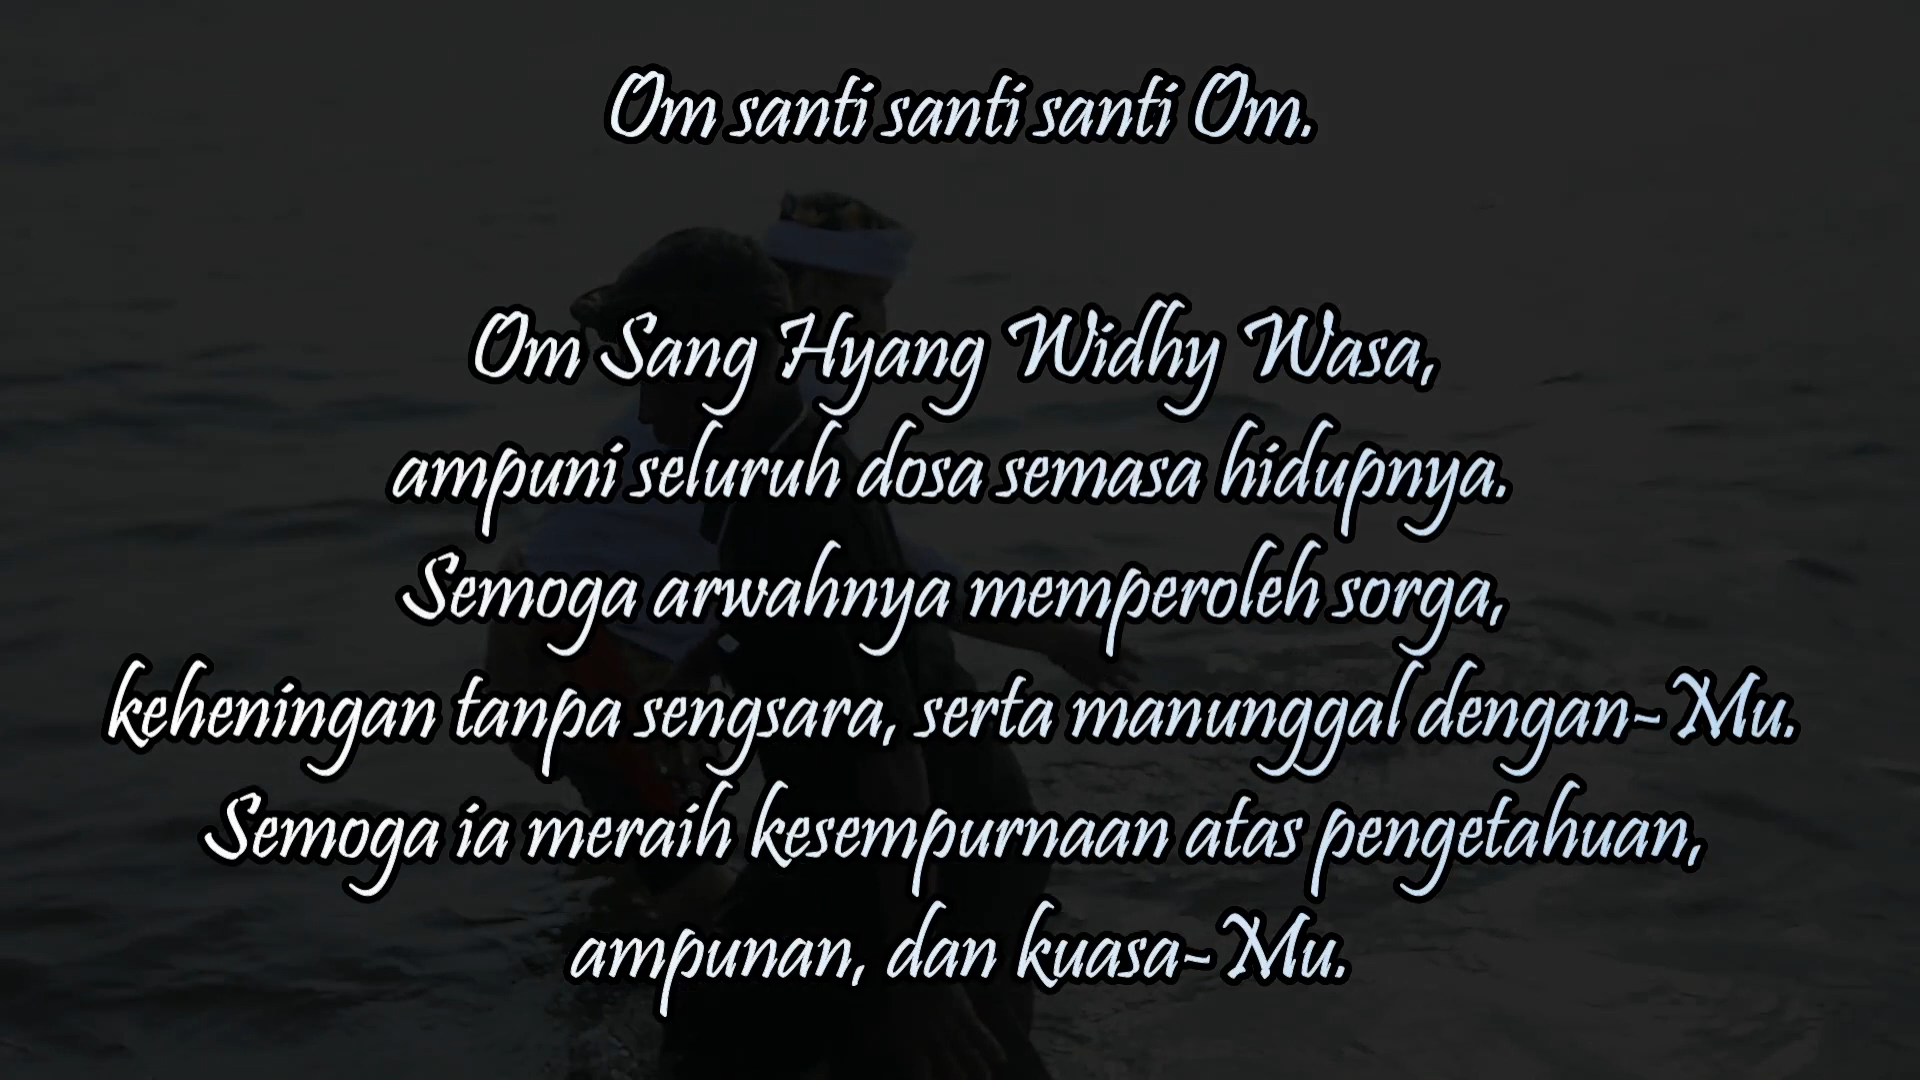 Om santi santi santi Om.
Om Sang Hyang Widhy Wasa,
ampuni seluruh dosa semasa hidupnya.
Semoga arwahnya memperoleh sorga,
keheningan tanpa sengsara, serta manunggal dengan-Mu.
Semoga ia meraih kesempurnaan atas pengetahuan,
ampunan, dan kuasa-Mu.